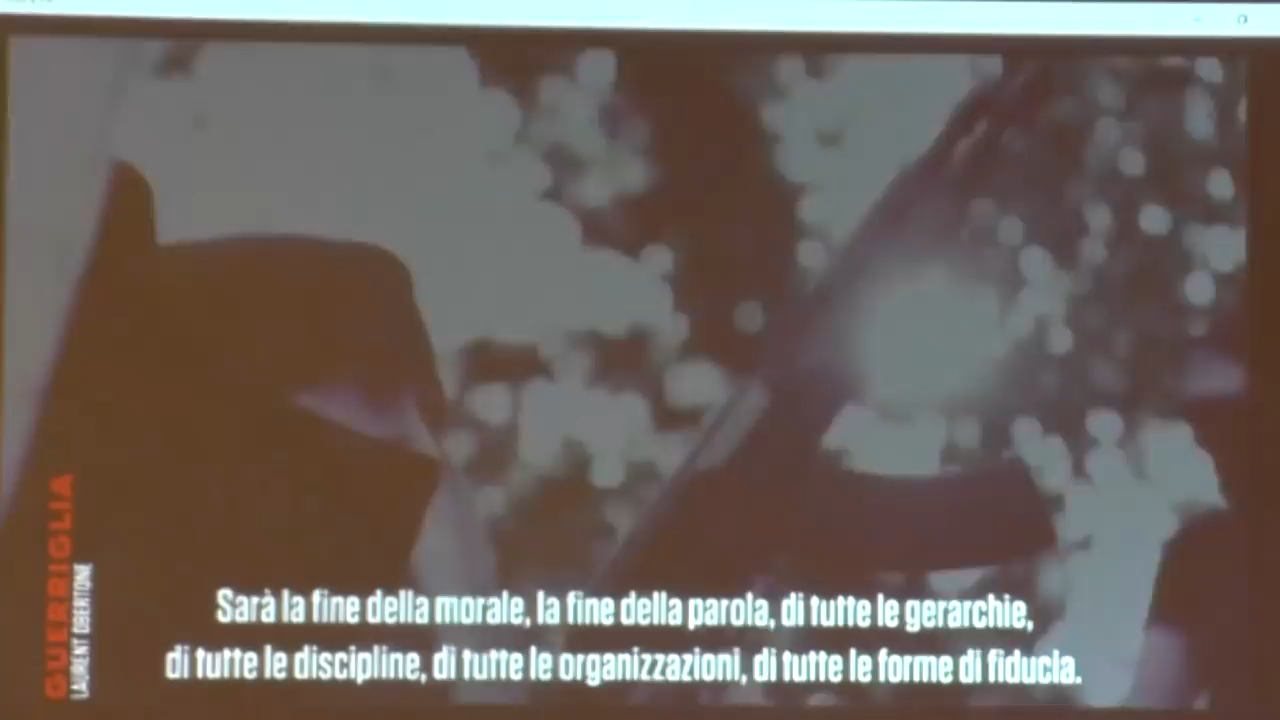 GUERRIGLIA
LAURENT OBERTONE
Sarà la fine della morale, la fine della parola, di tutte le gerarchie,
di tutte le discipline, di tutte le organizzazioni, di tutte le forme di fiducia.